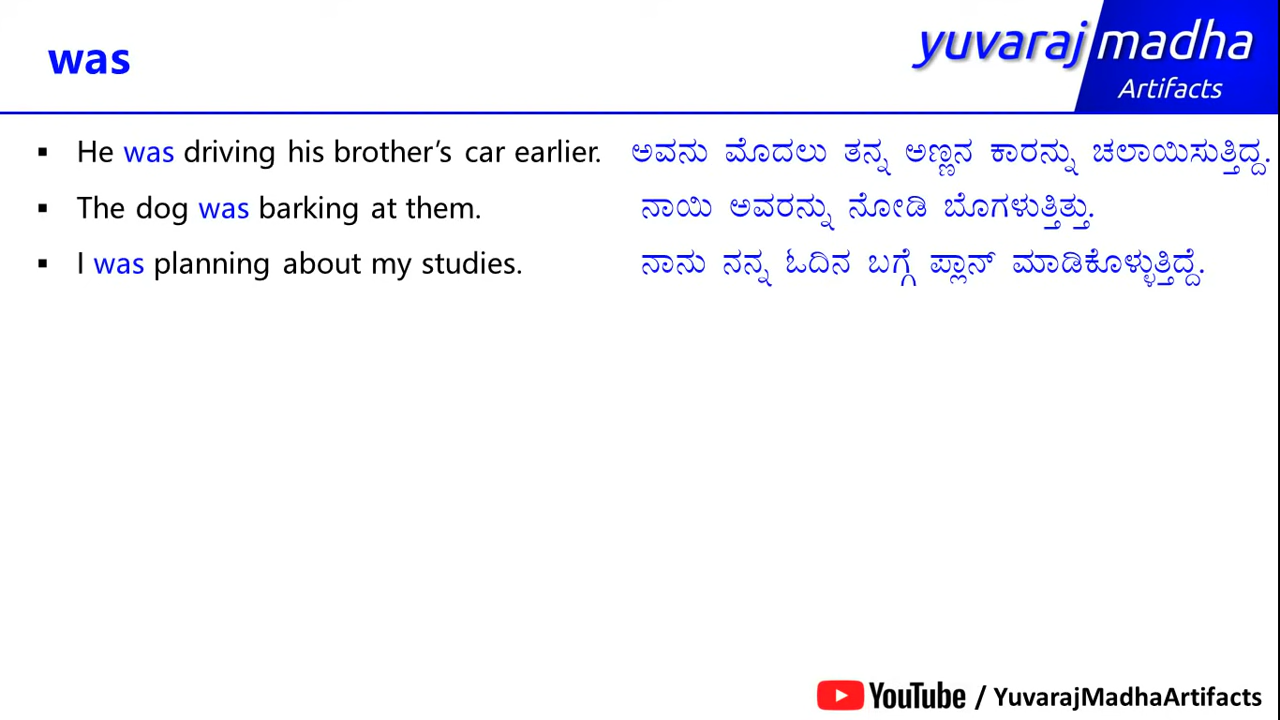 was
yuvaraj madha
Artifacts
▪ He was driving his brother’s car earlier. ಅವನು ಮೊದಲು ತನ್ನ ಅಣ್ಣನ ಕಾರನ್ನು ಚಲಾಯಿಸುತ್ತಿದ್ದ.
▪ The dog was barking at them. ನಾಯಿ ಅವರನ್ನು ನೋಡಿ ಬೊಗಳುತ್ತಿತ್ತು.
▪ I was planning about my studies. ನಾನು ನನ್ನ ಓದಿನ ಬಗ್ಗೆ ಪ್ಲಾನ್ ಮಾಡಿಕೊಳ್ಳುತ್ತಿದ್ದೆ.
YouTube / YuvarajMadhaArtifacts